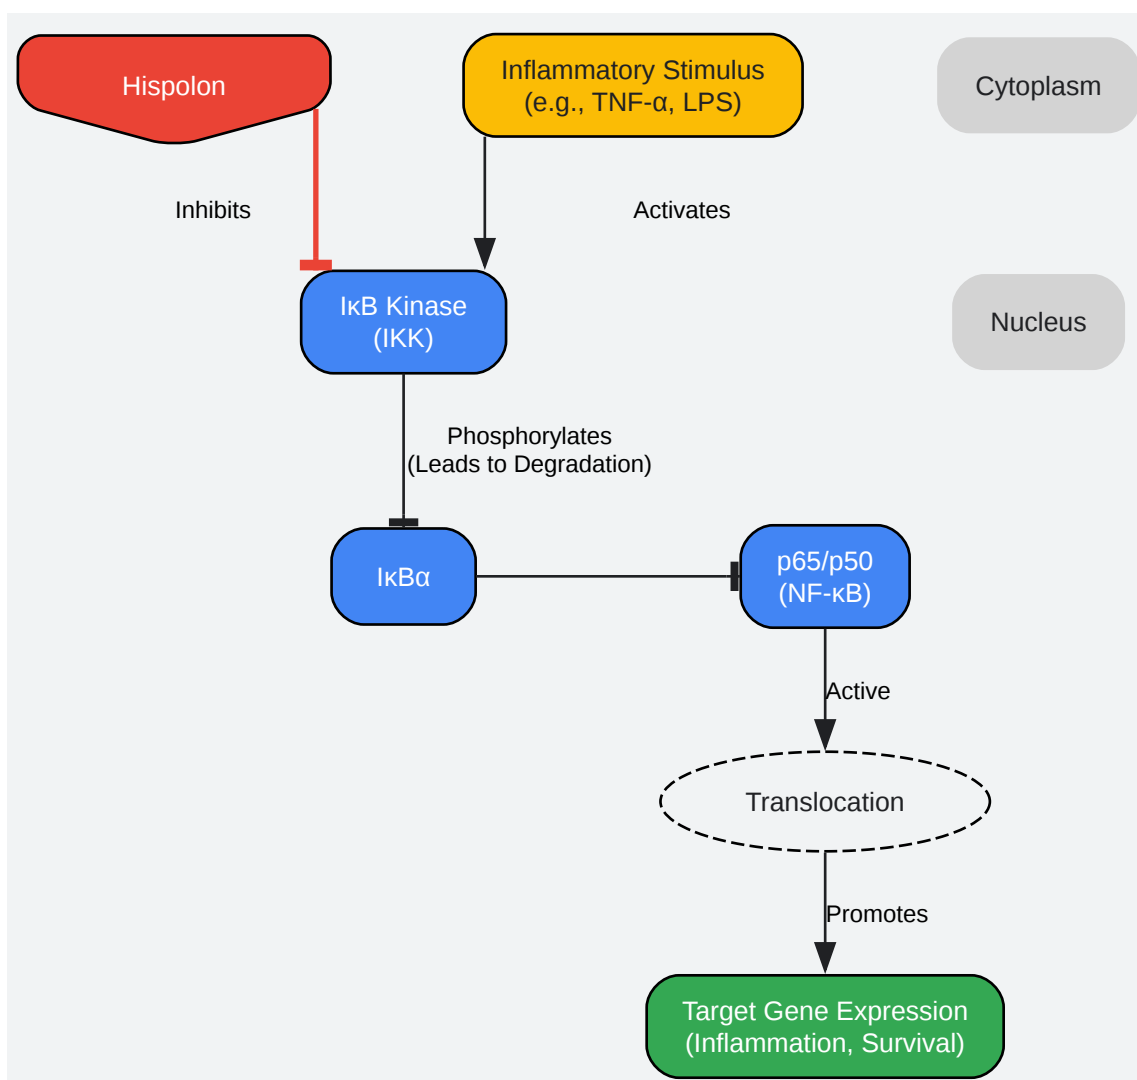 Hispolon
Inflammatory Stimulus
(e.g., TNF-α, LPS)
Cytoplasm
Inhibits
Activates
IκB Kinase
(IKK)
Nucleus
Phosphorylates
(Leads to Degradation)
IκBα
p65/p50
(NF-κB)
Active
Translocation
Promotes
Target Gene Expression
(Inflammation, Survival)